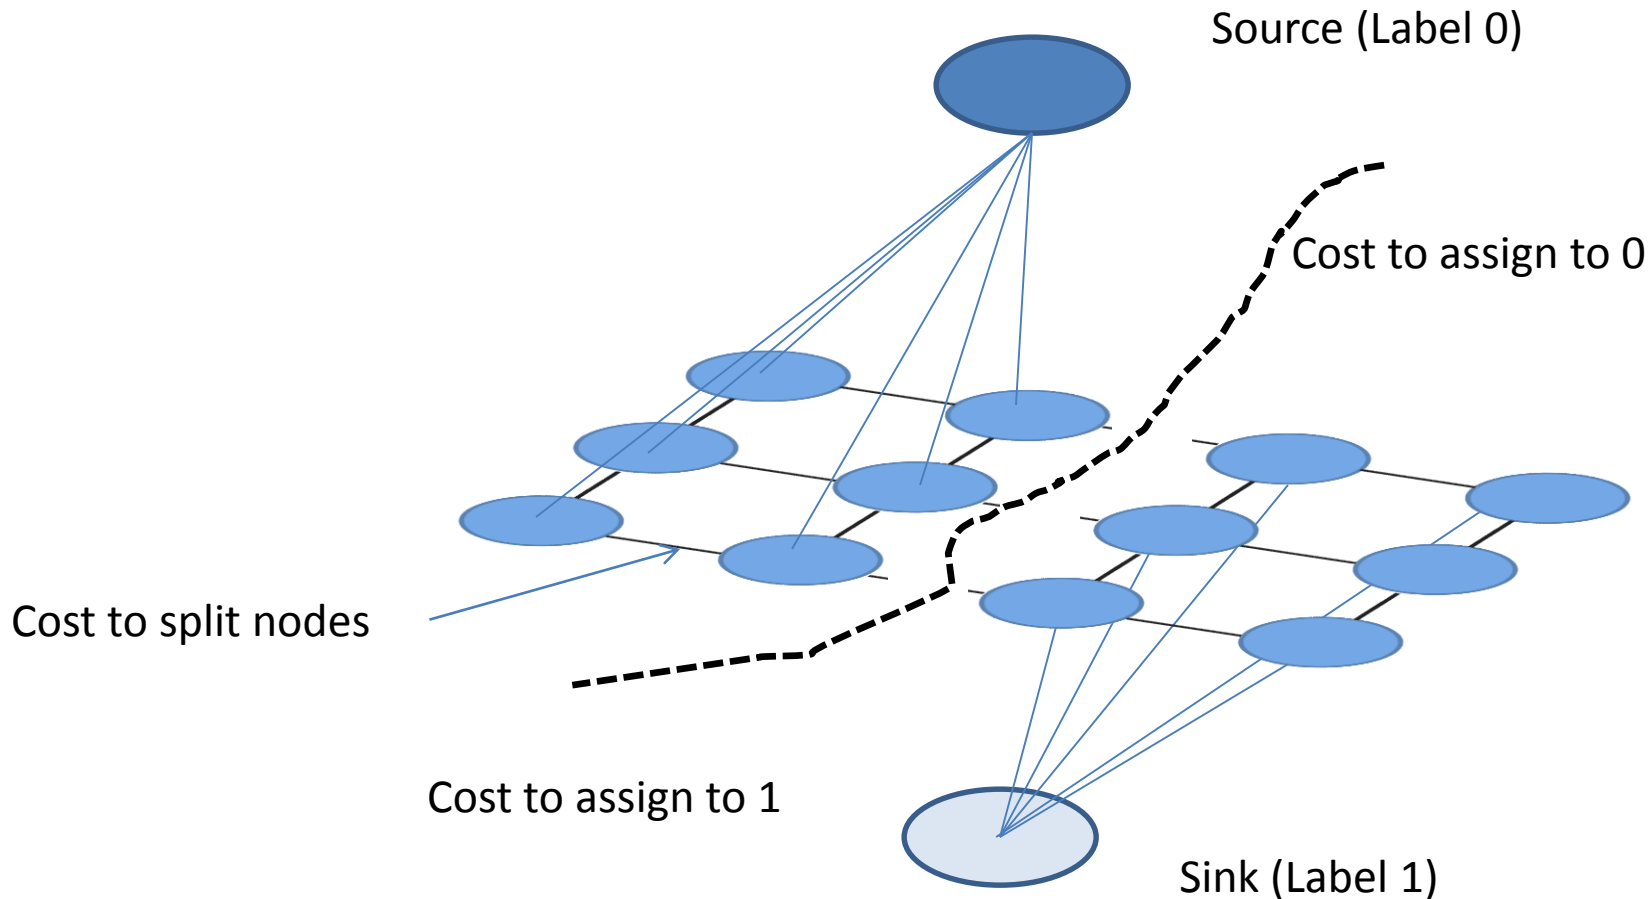 Source (Label 0)
Cost to assign to 0
Cost to split nodes
Cost to assign to 1
Sink (Label 1)